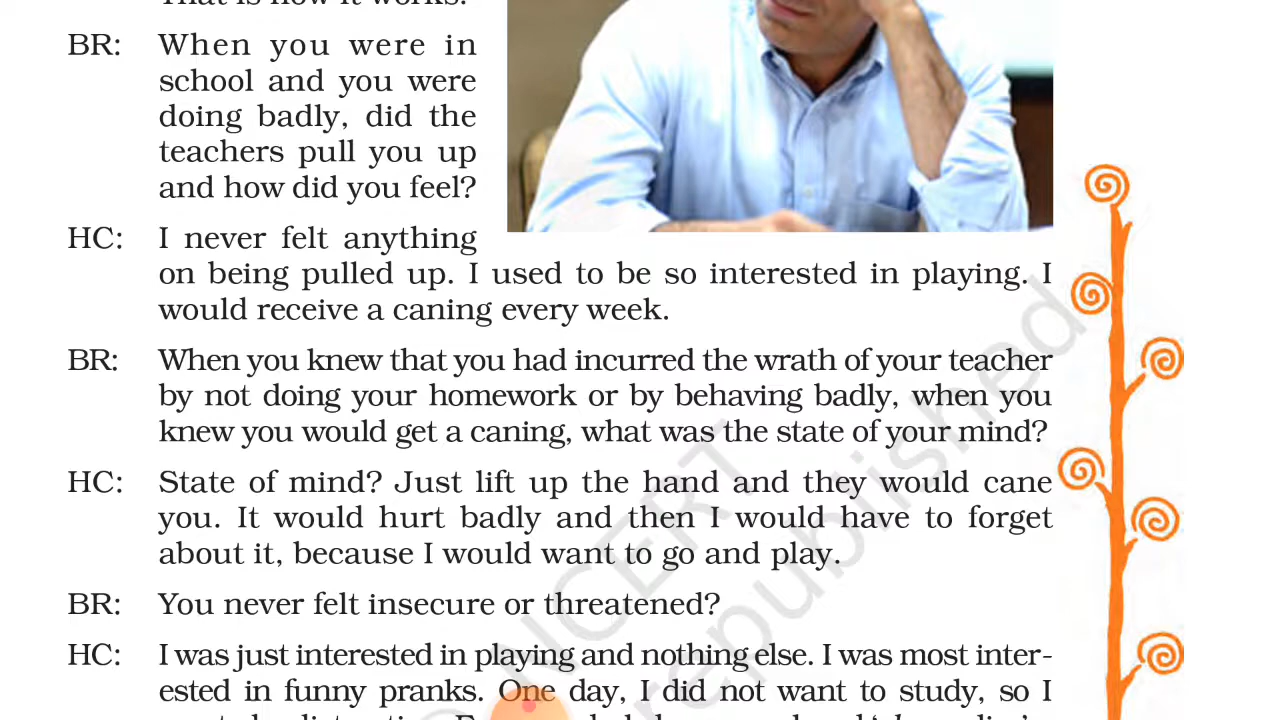 That is how it works.
BR: When you were in
school and you were
doing badly, did the
teachers pull you up
and how did you feel?
HC: I never felt anything
on being pulled up. I used to be so interested in playing. I
would receive a caning every week.
BR: When you knew that you had incurred the wrath of your teacher
by not doing your homework or by behaving badly, when you
knew you would get a caning, what was the state of your mind?
HC: State of mind? Just lift up the hand and they would cane
you. It would hurt badly and then I would have to forget
about it, because I would want to go and play.
BR: You never felt insecure or threatened?
HC: I was just interested in playing and nothing else. I was most inter-
ested in funny pranks. One day, I did not want to study, so I
NCERT
republished